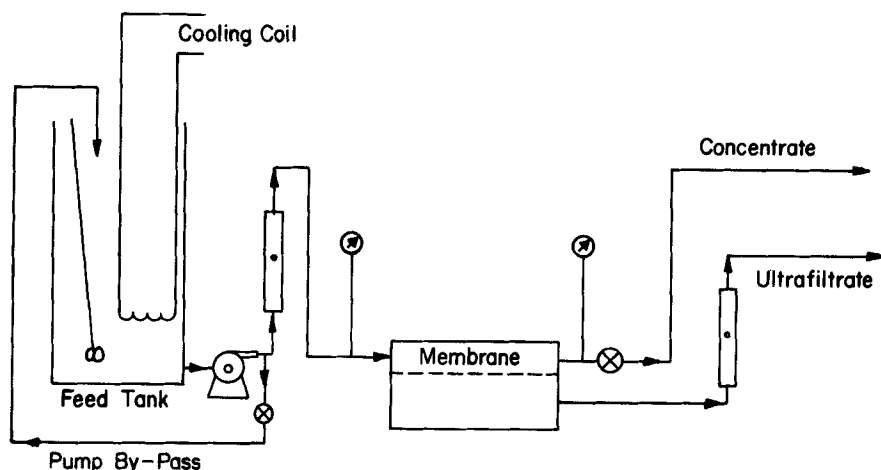 Cooling Coil
Concentrate
Ultrafiltrate
Membrane
Feed Tank
Pump By-Pass